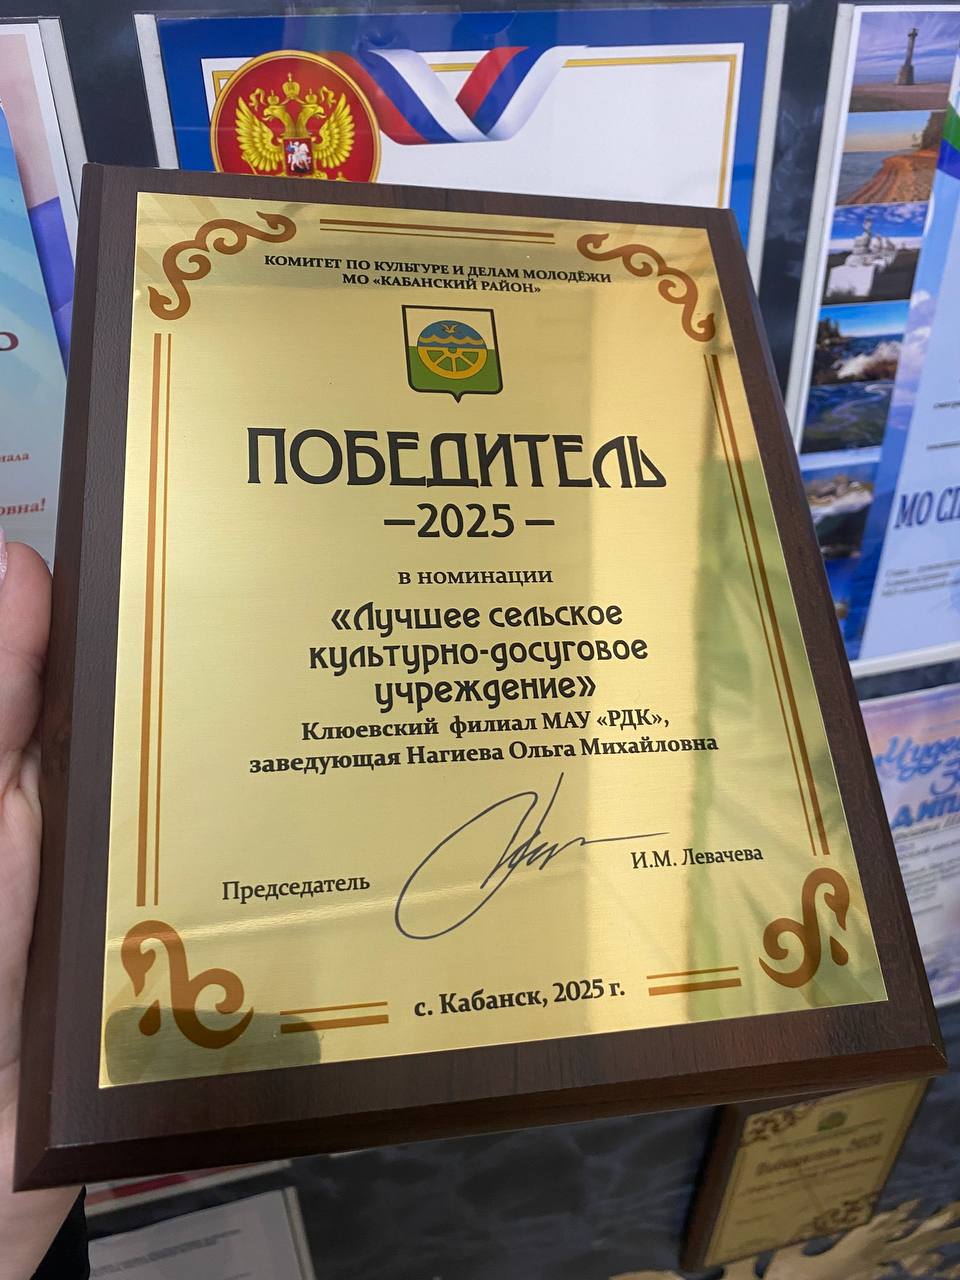 КОМИТЕТ ПО КУЛЬТУРЕ И ДЕЛАМ МОЛОДЁЖИ
МО «КАБАНСКИЙ РАЙОН»
ПОБЕДИТЕЛЬ
—2025—
в номинации
«Лучшее сельское
культурно-досуговое
учреждение»
Клюевский филиал МАУ «РДК»,
заведующая Нагиева Ольга Михайловна
Председатель
И.М. Левачева
с. Кабанск, 2025 г.
овна!
МО